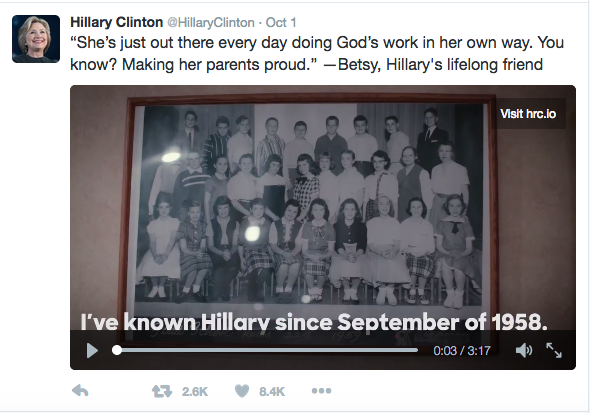 Hillary Clinton @HillaryClinton · Oct 1
“She’s just out there every day doing God’s work in her own way. You
know? Making her parents proud.” —Betsy, Hillary's lifelong friend
Visit hrc.io
I’ve known Hillary since September of 1958.
0:03 / 3:17
2.6K 8.4K